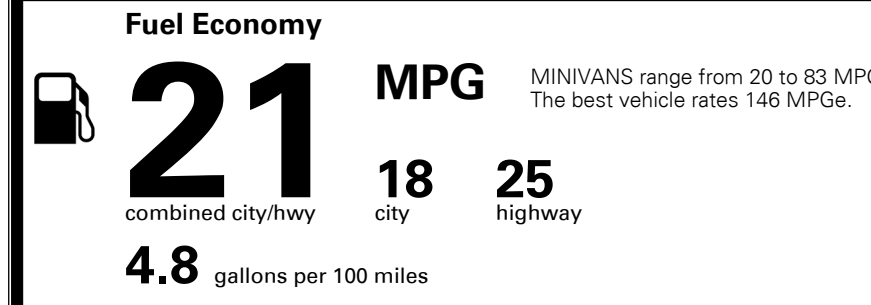 Fuel Economy
21 MPG
MINIVANS range from 20 to 83 MPG
The best vehicle rates 146 MPGe.
18 25
combined city/hwy city highway
4.8 gallons per 100 miles